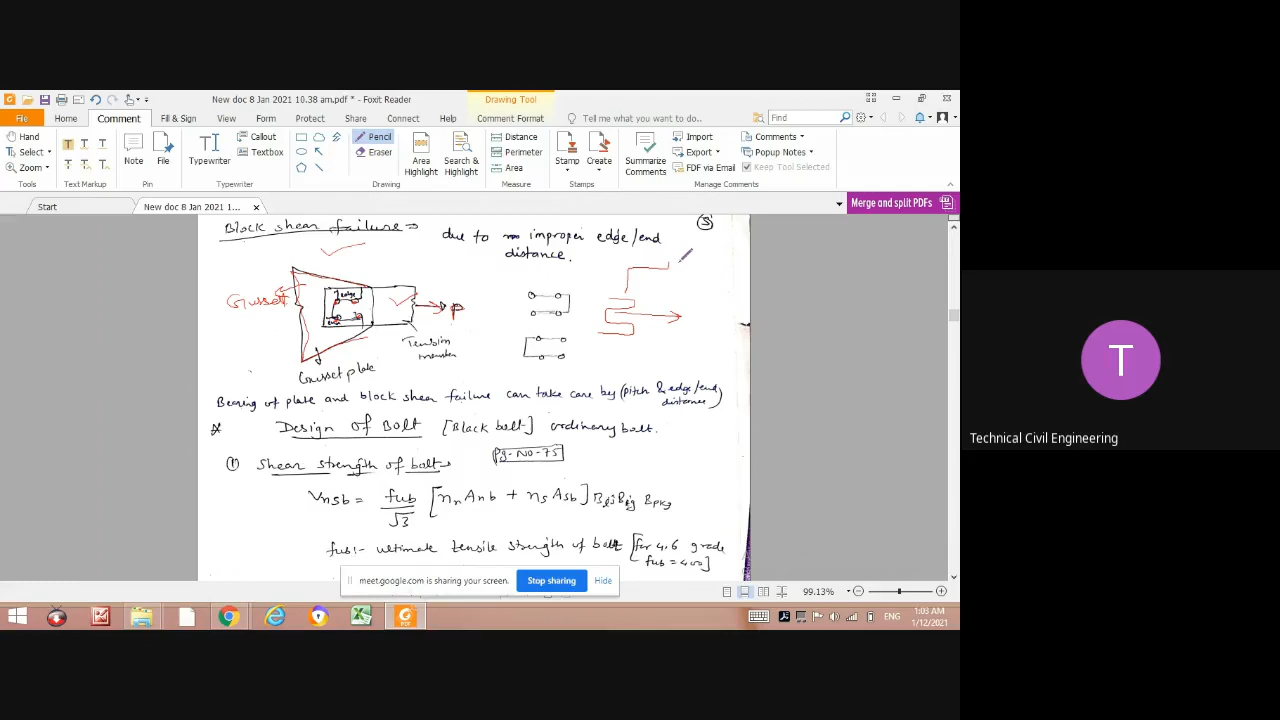 New doc 8 Jan 2021 10.38 am.pdf * - Foxit Reader
Drawing Tool
File Home Comment View Form Protect Share Connect Help Comment Format Tell me what you want to do.. Find
Fill & Sign
Hand
Select
Zoom
Tools
Text Markup
Note
File
Pin
Typewriter
Callout
Textbox
Typewriter
Pencil
Eraser
Drawing
Area Highlight
Search & Highlight
Distance
Perimeter
Area
Measure
Stamp
Create
Stamps
Summarize Comments
Import
Export
FDF via Email
Comments
Popup Notes
Keep Tool Selected
Manage Comments
Start
New doc 8 Jan 2021 1...
Merge and split PDFs
Block shear failure →
5
due to improper edge/end
distance.
Gusset
edge
P
Tension
member
Gusset plate
Bearing of plate and block shear failure can take care by (pitch & edge/end
distance)
Design of Bolt [Black bolt] ordinary bolt.
① shear strength of bolt →
Pg-No-75
Vnsb = fub/√3 [nn Anb + ns Asb] Blj Blg Bpkg
fub:- ultimate tensile strength of bolt [for 4.6 grade
fub = 400]
meet.google.com is sharing your screen.
Stop sharing
Hide
99.13%
ENG
1:03 AM
1/12/2021
T
Technical Civil Engineering